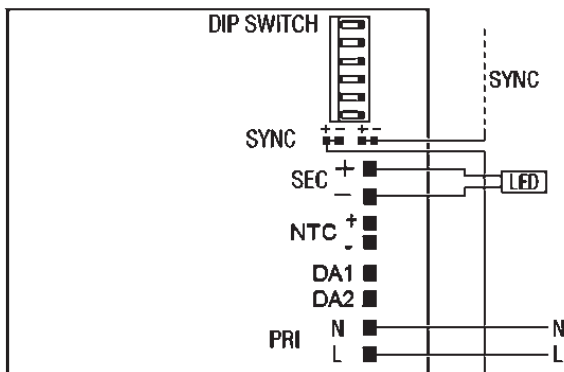 DIP SWITCH
SYNC
+ - + -
SYNC
SEC +
-
LED
NTC +
-
DA1
DA2
PRI N N
L L